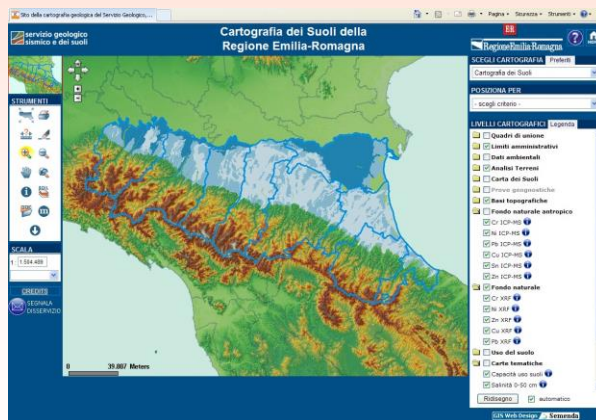 Sito della cartografia geologica del Servizio Geologico,...
Pagina
Sicurezza
Strumenti
servizio geologico
sismico e dei suoli
Cartografia dei Suoli della
Regione Emilia-Romagna
ER
RegioneEmilia Romagna
?
SCEGLI CARTOGRAFIA
Preferiti
Cartografia dei Suoli
POSIZIONA PER
- scegli criterio -
LIVELLI CARTOGRAFICI
Legenda
Quadri di unione
Limiti amministrativi
Dati ambientali
Analisi Terreni
Carta dei Suoli
Prove geognostiche
Basi topografiche
Fondo naturale antropico
Cr ICP-MS
Ni ICP-MS
Pb ICP-MS
Cu ICP-MS
Sn ICP-MS
Zn ICP-MS
Fondo naturale
Cr XRF
Ni XRF
Zn XRF
Cu XRF
Pb XRF
Uso del suolo
Carte tematiche
Capacità uso suoli
Salinità 0-50 cm
Ridisegno
automatico
GIS Web Design
Semenda
STRUMENTI
SCALA
1: 1.504.400
CREDITS
SEGNALA
DISSERVIZIO
0
39.887 Meters